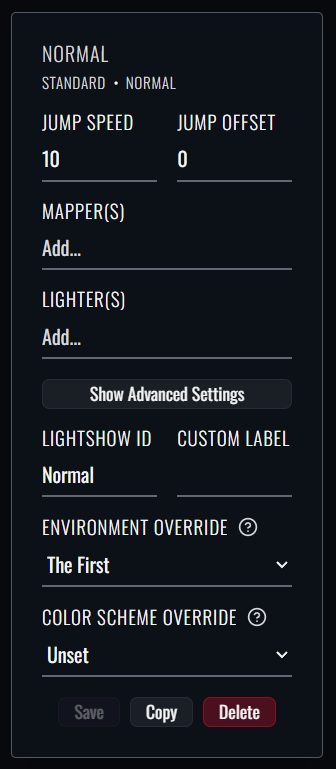 NORMAL
STANDARD • NORMAL
JUMP SPEED JUMP OFFSET
10 0
MAPPER(S)
Add...
LIGHTER(S)
Add...
Show Advanced Settings
LIGHTSHOW ID CUSTOM LABEL
Normal
ENVIRONMENT OVERRIDE ?
The First
COLOR SCHEME OVERRIDE ?
Unset
Save Copy Delete